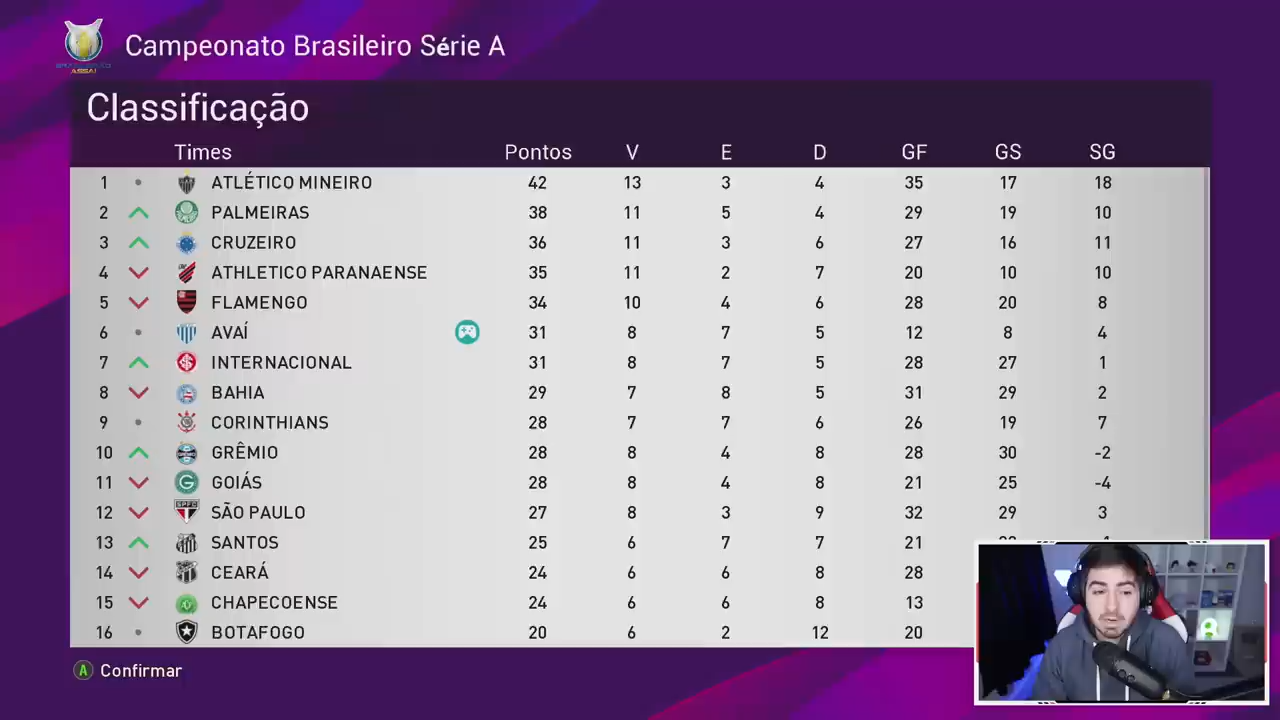 Campeonato Brasileiro Série A
Classificação
Times Pontos V E D GF GS SG
1 ATLÉTICO MINEIRO 42 13 3 4 35 17 18
2 PALMEIRAS 38 11 5 4 29 19 10
3 CRUZEIRO 36 11 3 6 27 16 11
4 ATHLETICO PARANAENSE 35 11 2 7 20 10 10
5 FLAMENGO 34 10 4 6 28 20 8
6 AVAÍ 31 8 7 5 12 8 4
7 INTERNACIONAL 31 8 7 5 28 27 1
8 BAHIA 29 7 8 5 31 29 2
9 CORINTHIANS 28 7 7 6 26 19 7
10 GRÊMIO 28 8 4 8 28 30 -2
11 GOIÁS 28 8 4 8 21 25 -4
12 SÃO PAULO 27 8 3 9 32 29 3
13 SANTOS 25 6 7 7 21
14 CEARÁ 24 6 6 8 28
15 CHAPECOENSE 24 6 6 8 13
16 BOTAFOGO 20 6 2 12 20
A Confirmar